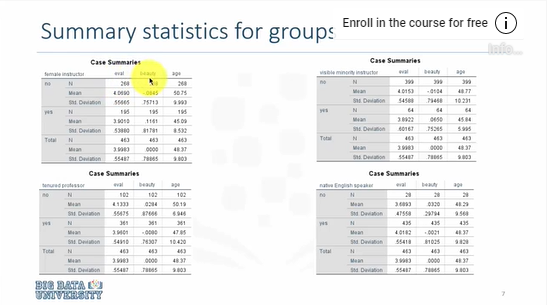 Summary statistics for groups
Enroll in the course for free
Info...
Case Summaries
female instructor eval beauty age
no N 268 268
Mean 4.0690 50.75
Std. Deviation .55665 .75713 9.993
yes N 195 195 195
Mean 3.9010 .1161 45.09
Std. Deviation .53880 .81781 8.532
Total N 463 463 463
Mean 3.9983 .0000 48.37
Std. Deviation .55487 .78865 9.803
Case Summaries
visible minority instructor eval beauty age
no N 399 399 399
Mean 4.0153 -.0104 48.77
Std. Deviation .54588 .79468 10.231
yes N 64 64 64
Mean 3.8922 .0650 45.84
Std. Deviation .60167 .75265 5.995
Total N 463 463 463
Mean 3.9983 .0000 48.37
Std. Deviation .55487 .78865 9.803
Case Summaries
tenured professor eval beauty age
no N 102 102 102
Mean 4.1333 .0284 50.19
Std. Deviation .55675 .87666 6.946
yes N 361 361 361
Mean 3.9601 -.0080 47.85
Std. Deviation .54910 .76307 10.420
Total N 463 463 463
Mean 3.9983 .0000 48.37
Std. Deviation .55487 .78865 9.803
Case Summaries
native English speaker eval beauty age
no N 28 28 28
Mean 3.6893 .0320 48.29
Std. Deviation .47558 .29794 9.568
yes N 435 435 435
Mean 4.0182 -.0021 48.37
Std. Deviation .55418 .81025 9.828
Total N 463 463 463
Mean 3.9983 .0000 48.37
Std. Deviation .55487 .78865 9.803
BIG DATA
UNIVERSITY
7